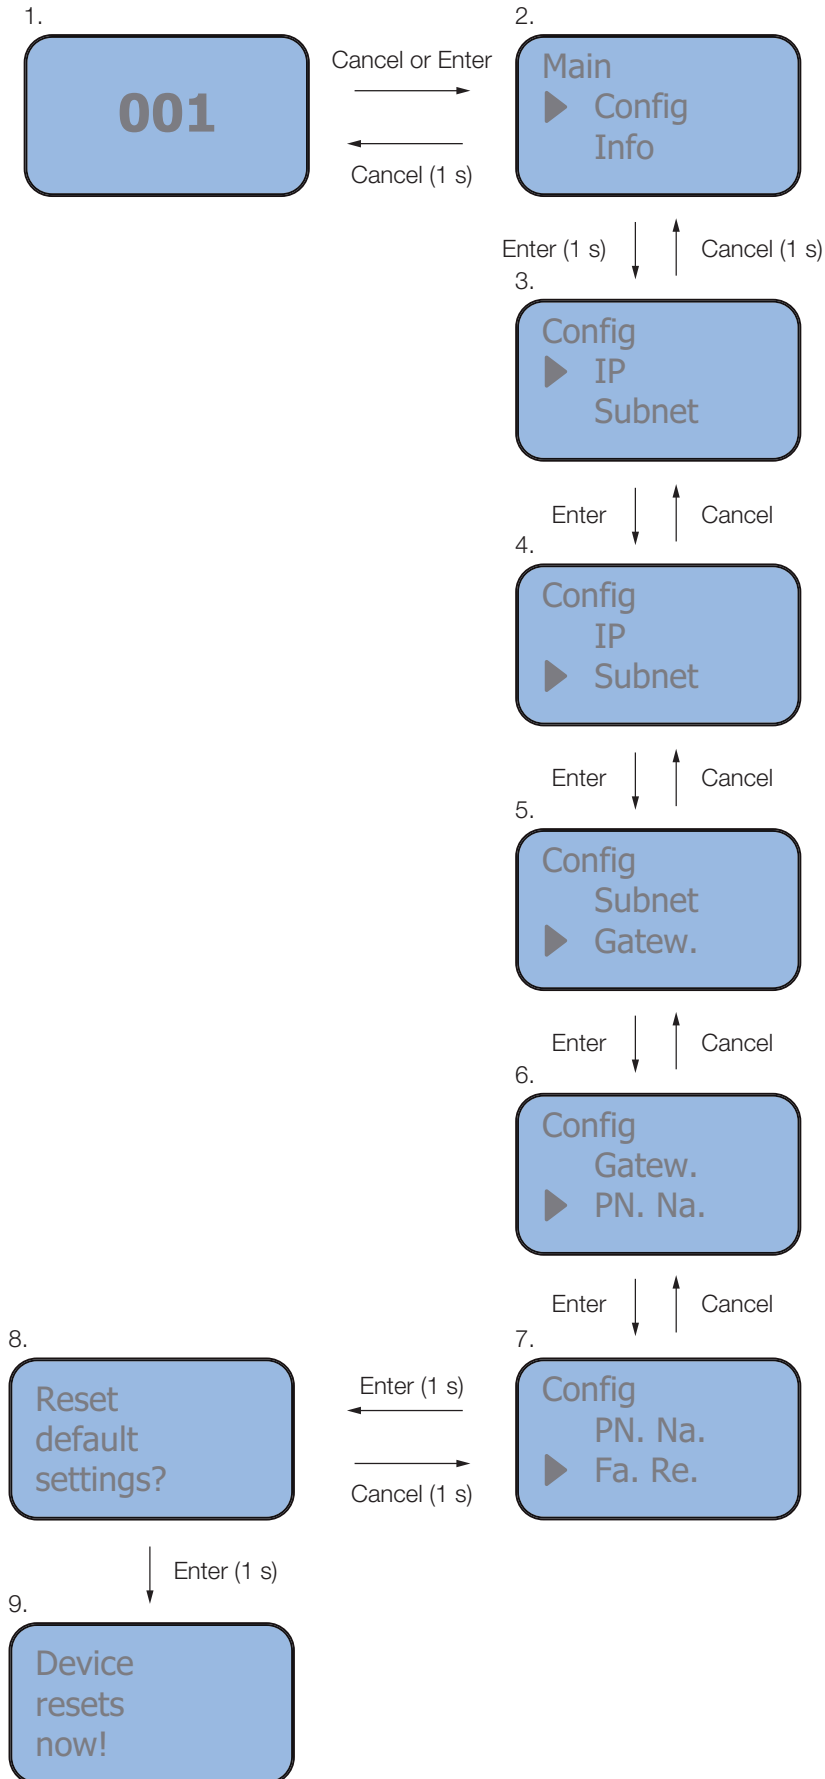 1.
001
Cancel or Enter
Cancel (1 s)
2.
Main
Config
Info
Enter (1 s)
Cancel (1 s)
3.
Config
IP
Subnet
Enter
Cancel
4.
Config
IP
Subnet
Enter
Cancel
5.
Config
Subnet
Gatew.
Enter
Cancel
6.
Config
Gatew.
PN. Na.
Enter
Cancel
7.
Config
PN. Na.
Fa. Re.
Enter (1 s)
Cancel (1 s)
8.
Reset
default
settings?
Enter (1 s)
9.
Device
resets
now!